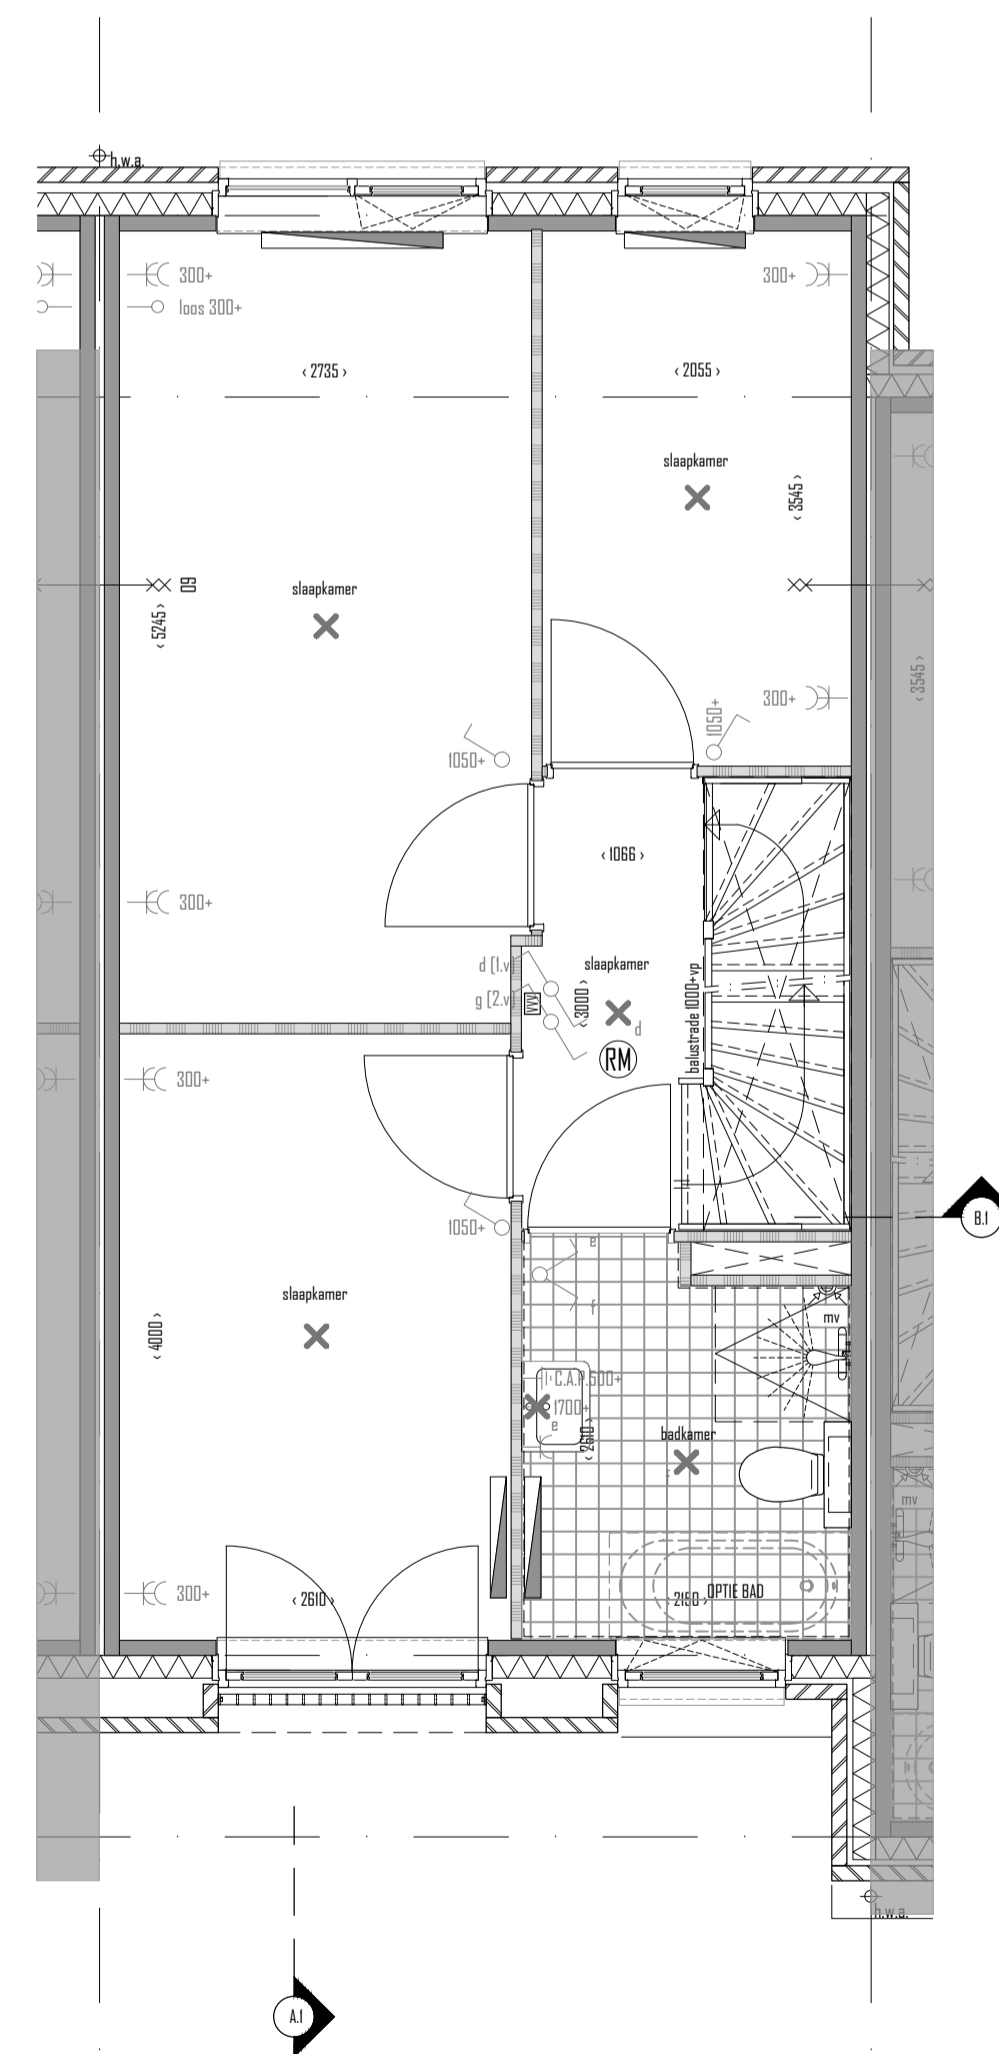 h.w.a.
300+
300+
loos 300+
‹ 2735 ›
‹ 2055 ›
slaapkamer
‹ 3545 ›
slaapkamer
09
‹ 5245 ›
‹ 3545 ›
300+
1050+
1050+
‹ 1066 ›
300+
d [1.v
slaapkamer
g [2.v
‹ 3000 ›
balustrade 1000+vp
d
RM
300+
B.1
1050+
e
f
slaapkamer
mv
‹ 4000 ›
C.A.P.500+
1700+
e
‹ 2610 ›
badkamer
mv
300+
‹ 2610 ›
OPTIE BAD
h.w.a.
A.1